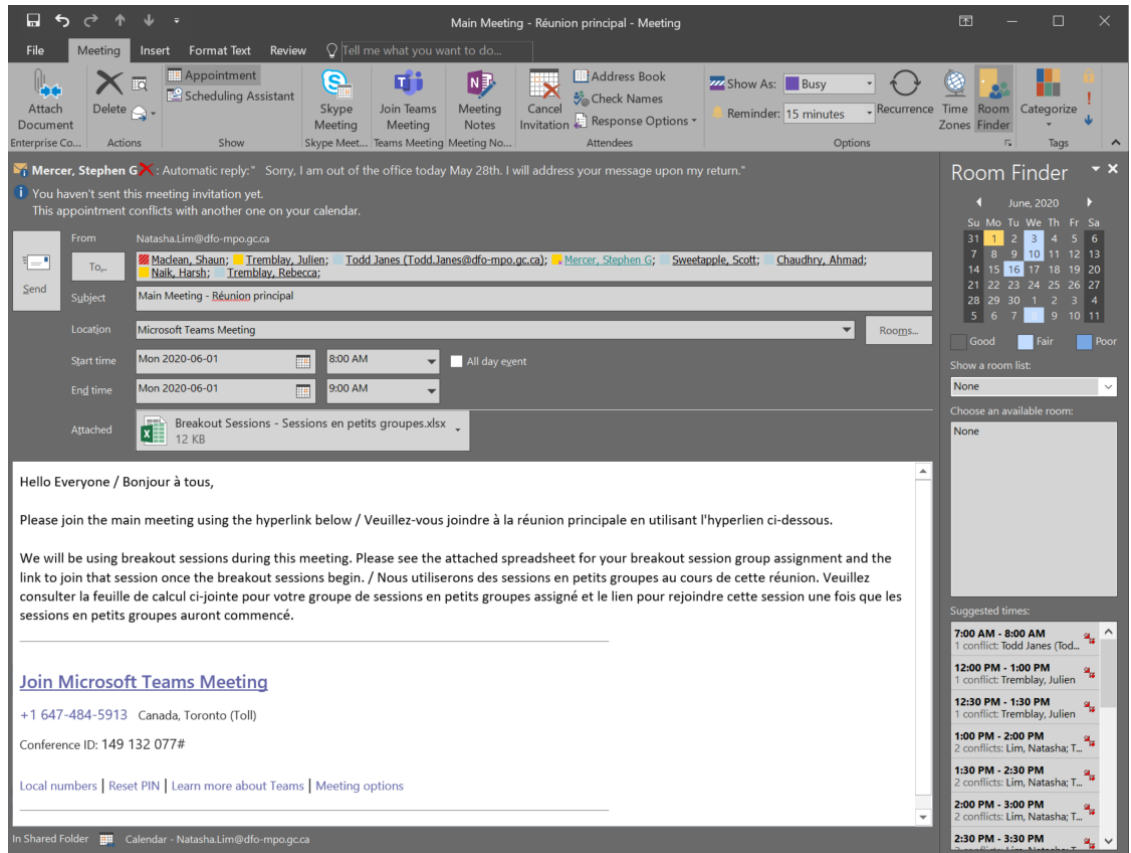 Main Meeting - Réunion principal - Meeting
File Meeting Insert Format Text Review Tell me what you want to do...
Attach Document
Delete
Appointment
Scheduling Assistant
Skype Meeting
Join Teams Meeting
Meeting Notes
Cancel Invitation
Address Book
Check Names
Response Options
Show As: Busy
Reminder: 15 minutes
Recurrence
Time Zones
Room Finder
Categorize
Enterprise Co... Actions Show Skype Meet... Teams Meeting Meeting No... Attendees Options Tags
Mercer, Stephen G : Automatic reply:" Sorry, I am out of the office today May 28th. I will address your message upon my return."
You haven't sent this meeting invitation yet.
This appointment conflicts with another one on your calendar.
Send
From Natasha.Lim@dfo-mpo.gc.ca
To... Maclean, Shaun; Tremblay, Julien; Todd Janes (Todd.Janes@dfo-mpo.gc.ca); Mercer, Stephen G; Sweetapple, Scott; Chaudhry, Ahmad;
Naik, Harsh; Tremblay, Rebecca;
Subject Main Meeting - Réunion principal
Location Microsoft Teams Meeting Rooms...
Start time Mon 2020-06-01 8:00 AM All day event
End time Mon 2020-06-01 9:00 AM
Attached Breakout Sessions - Sessions en petits groupes.xlsx
12 KB
Hello Everyone / Bonjour à tous,
Please join the main meeting using the hyperlink below / Veuillez-vous joindre à la réunion principale en utilisant l'hyperlien ci-dessous.
We will be using breakout sessions during this meeting. Please see the attached spreadsheet for your breakout session group assignment and the
link to join that session once the breakout sessions begin. / Nous utiliserons des sessions en petits groupes au cours de cette réunion. Veuillez
consulter la feuille de calcul ci-jointe pour votre groupe de sessions en petits groupes assigné et le lien pour rejoindre cette session une fois que les
sessions en petits groupes auront commencé.
Join Microsoft Teams Meeting
+1 647-484-5913 Canada, Toronto (Toll)
Conference ID: 149 132 077#
Local numbers | Reset PIN | Learn more about Teams | Meeting options
In Shared Folder Calendar - Natasha.Lim@dfo-mpo.gc.ca
Room Finder
June, 2020
Su Mo Tu We Th Fr Sa
31 1 2 3 4 5 6
7 8 9 10 11 12 13
14 15 16 17 18 19 20
21 22 23 24 25 26 27
28 29 30 1 2 3 4
5 6 7 9 10 11
Good Fair Poor
Show a room list:
None
Choose an available room:
None
Suggested times:
7:00 AM - 8:00 AM
1 conflict: Todd Janes (Tod...
12:00 PM - 1:00 PM
1 conflict: Tremblay, Julien
12:30 PM - 1:30 PM
1 conflict: Tremblay, Julien
1:00 PM - 2:00 PM
2 conflicts: Lim, Natasha; T...
1:30 PM - 2:30 PM
2 conflicts: Lim, Natasha; T...
2:00 PM - 3:00 PM
2 conflicts: Lim, Natasha; T...
2:30 PM - 3:30 PM